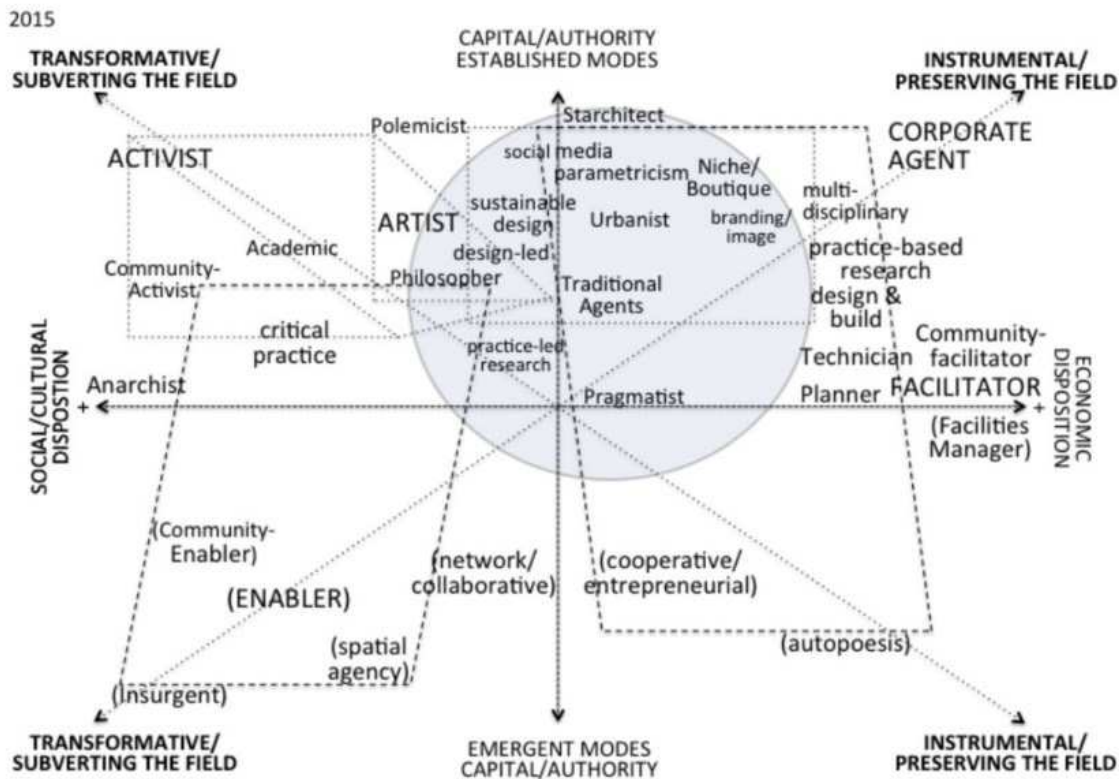 2015
TRANSFORMATIVE/
SUBVERTING THE FIELD
CAPITAL/AUTHORITY
ESTABLISHED MODES
INSTRUMENTAL/
PRESERVING THE FIELD
Polemicist
Starchitect
ACTIVIST
CORPORATE
AGENT
social media
parametricism
Niche/
Boutique
multi-
disciplinary
ARTIST
sustainable
design
Urbanist
branding/
image
Academic
design-led
practice-based
research
design &
build
Community-
Activist
Philosopher
Traditional
Agents
critical
practice
practice-led
research
Technician
Community-
facilitator
Anarchist
Pragmatist
Planner
FACILITATOR
SOCIAL/CULTURAL
DISPOSTION
+
+
ECONOMIC
DISPOSITION
(Facilities
Manager)
(Community-
Enabler)
(network/
collaborative)
(cooperative/
entrepreneurial)
(ENABLER)
(spatial
agency)
(autopoesis)
(Insurgent)
TRANSFORMATIVE/
SUBVERTING THE FIELD
EMERGENT MODES
CAPITAL/AUTHORITY
INSTRUMENTAL/
PRESERVING THE FIELD